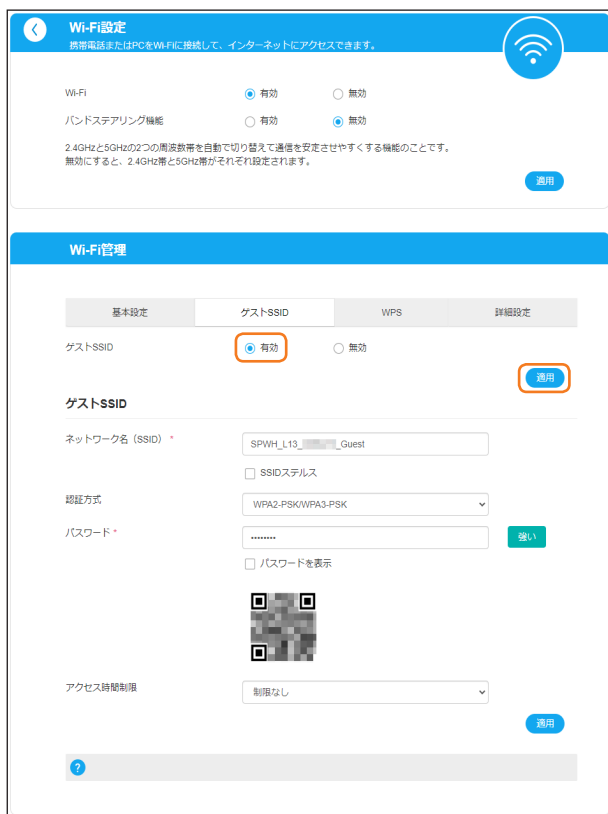 Wi-Fi設定
携帯電話またはPCをWi-Fiに接続して、インターネットにアクセスできます。
Wi-Fi 有効 無効
バンドステアリング機能 有効 無効
2.4GHzと5GHzの2つの周波数帯を自動で切り替えて通信を安定させやすくする機能のことです。
無効にすると、2.4GHz帯と5GHz帯がそれぞれ設定されます。
適用
Wi-Fi管理
基本設定 ゲストSSID WPS 詳細設定
ゲストSSID 有効 無効
適用
ゲストSSID
ネットワーク名（SSID） * SPWH_L13_ _Guest
SSIDステルス
認証方式 WPA2-PSK/WPA3-PSK
パスワード * •••••••• 強い
パスワードを表示
アクセス時間制限 制限なし
適用
?